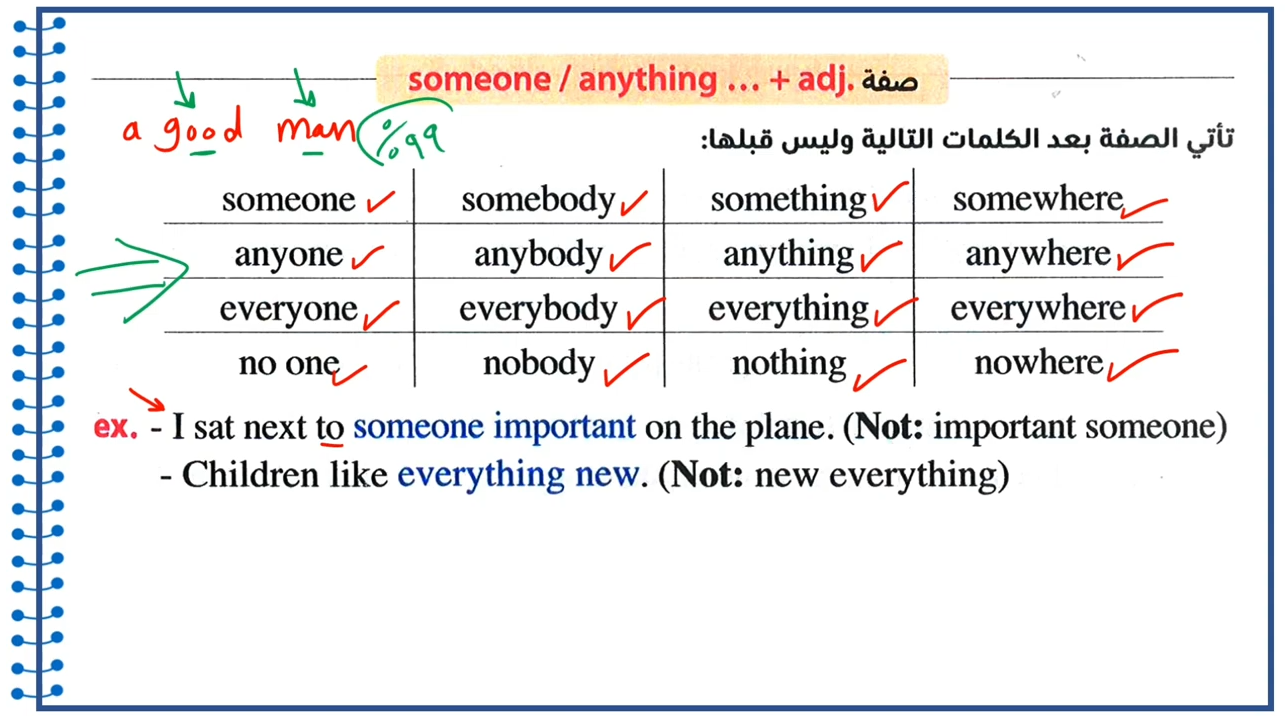 someone / anything ... + adj. صفة
a good man %99
تأتي الصفة بعد الكلمات التالية وليس قبلها:
someone somebody something somewhere
anyone anybody anything anywhere
everyone everybody everything everywhere
no one nobody nothing nowhere
ex. - I sat next to someone important on the plane. (Not: important someone)
- Children like everything new. (Not: new everything)